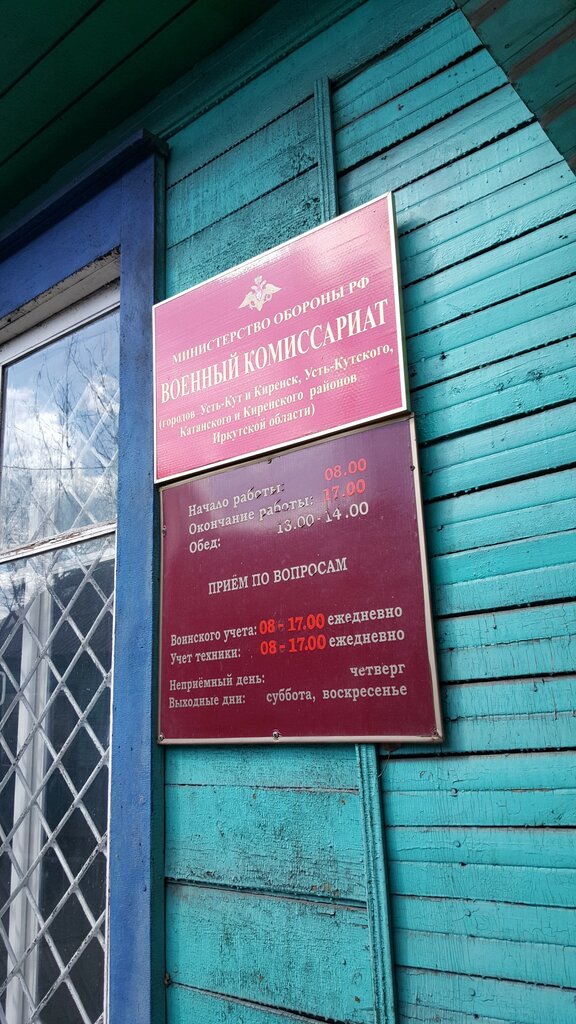 МИНИСТЕРСТВО ОБОРОНЫ РФ
ВОЕННЫЙ КОМИССАРИАТ
(городов Усть-Кут и Киренск, Усть-Кутского,
Катанского и Киренского районов
Иркутской области)
Начало работы: 08.00
Окончание работы: 17.00
Обед: 13.00 - 14.00
ПРИЁМ ПО ВОПРОСАМ
Воинского учета: 08 - 17.00 ежедневно
Учет техники: 08 - 17.00 ежедневно
Неприёмный день: четверг
Выходные дни: суббота, воскресенье